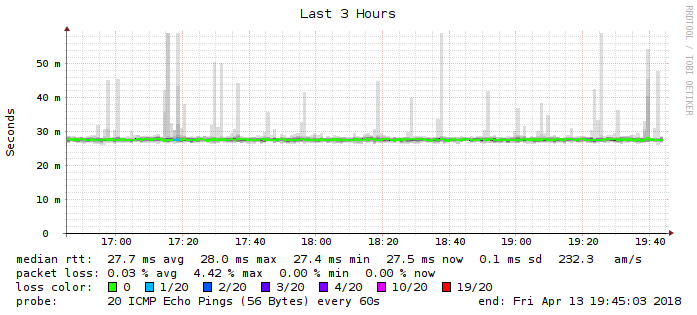 Last 3 Hours
RRDTOOL / TOBI OETIKER
Seconds
50 m
40 m
30 m
20 m
10 m
0
17:00 17:20 17:40 18:00 18:20 18:40 19:00 19:20 19:40
median rtt: 27.7 ms avg 28.0 ms max 27.4 ms min 27.5 ms now 0.1 ms sd 232.3 am/s
packet loss: 0.03 % avg 4.42 % max 0.00 % min 0.00 % now
loss color: 0 1/20 2/20 3/20 4/20 10/20 19/20
probe: 20 ICMP Echo Pings (56 Bytes) every 60s end: Fri Apr 13 19:45:03 2018